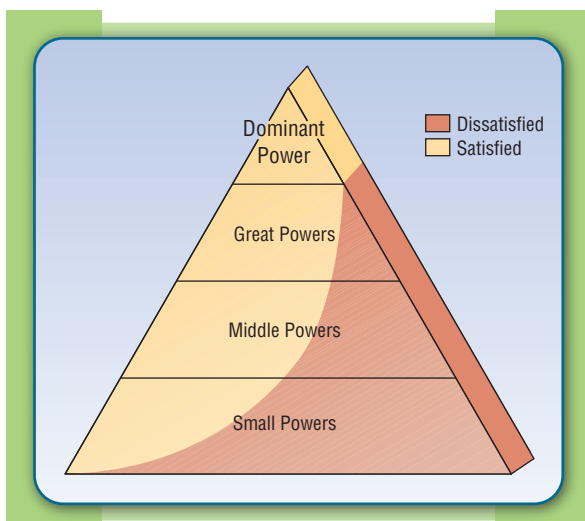 Dominant
Power
Dissatisfied
Satisfied
Great Powers
Middle Powers
Small Powers